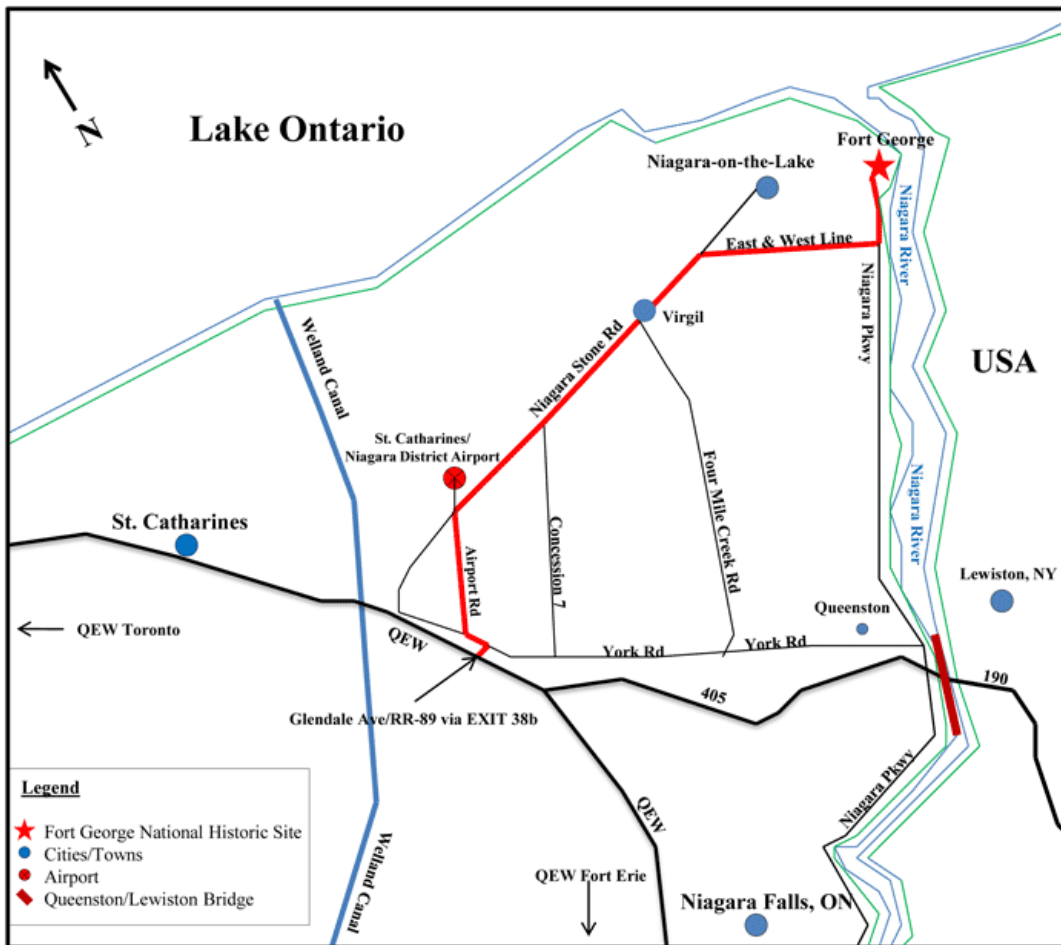 N
Lake Ontario
Fort George
Niagara-on-the-Lake
Niagara River
East & West Line
Niagara Pkwy
Virgil
USA
Welland Canal
Niagara Stone Rd
St. Catharines/
Niagara District Airport
Four Mile Creek Rd
Niagara River
St. Catharines
Concession 7
Airport Rd
Lewiston, NY
Queenston
QEW Toronto
QEW
York Rd
York Rd
190
405
Glendale Ave/RR-89 via EXIT 38b
Niagara Pkwy
QEW
Legend
Fort George National Historic Site
Cities/Towns
Airport
Queenston/Lewiston Bridge
Welland Canal
QEW Fort Erie
Niagara Falls, ON